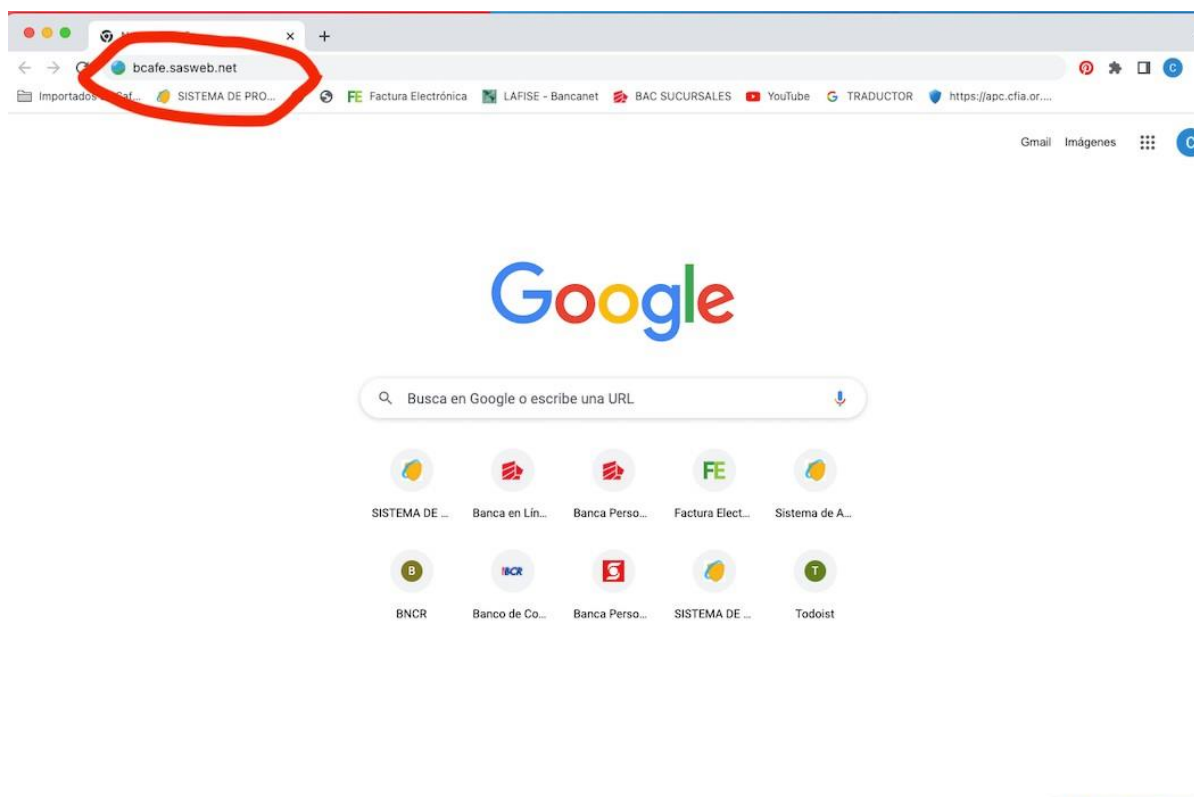 bcafe.sasweb.net
SISTEMA DE PRO... Factura Electrónica LAFISE - Bancanet BAC SUCURSALES YouTube TRADUCTOR https://apc.cfia.or....
Gmail Imágenes
Google
Busca en Google o escribe una URL
SISTEMA DE ... Banca en Lín... Banca Perso... Factura Elect... Sistema de A...
BNCR Banco de Co... Banca Perso... SISTEMA DE ... Todoist